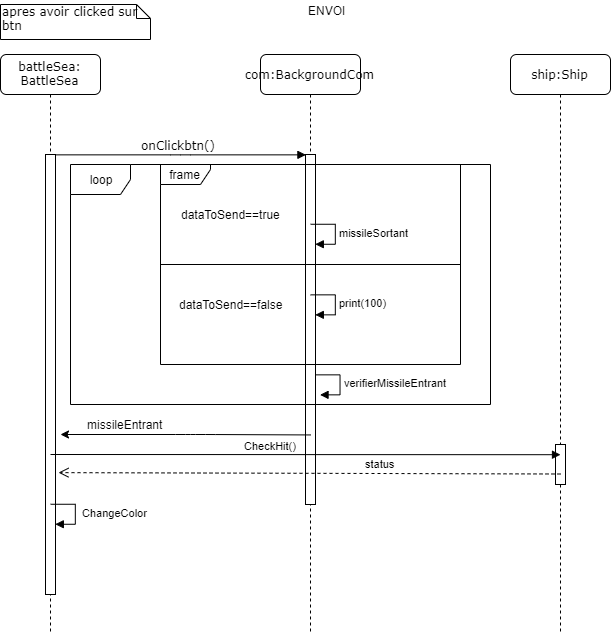 apres avoir clicked sur
btn
ENVOI
battleSea:
BattleSea
com:BackgroundCom
ship:Ship
onClickbtn()
loop
frame
dataToSend==true
missileSortant
dataToSend==false
print(100)
verifierMissileEntrant
missileEntrant
CheckHit()
status
ChangeColor